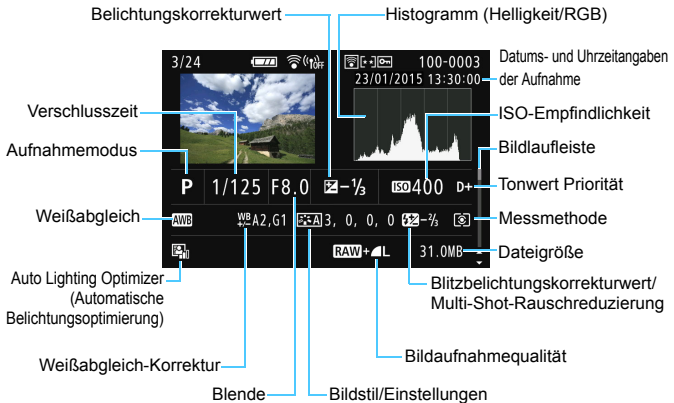 Belichtungskorrekturwert
Histogramm (Helligkeit/RGB)
3/24
OFF
100-0003
23/01/2015 13:30:00
Datums- und Uhrzeitangaben
der Aufnahme
Verschlusszeit
ISO-Empfindlichkeit
Aufnahmemodus
Bildlaufleiste
P 1/125 F8.0 -1/3 ISO 400 D+
Tonwert Priorität
Weißabgleich
AWB WB A2,G1 A 3, 0, 0, 0 -2/3
Messmethode
RAW+L 31.0MB
Dateigröße
Auto Lighting Optimizer
(Automatische
Belichtungsoptimierung)
Blitzbelichtungskorrekturwert/
Multi-Shot-Rauschreduzierung
Weißabgleich-Korrektur
Bildaufnahmequalität
Blende
Bildstil/Einstellungen